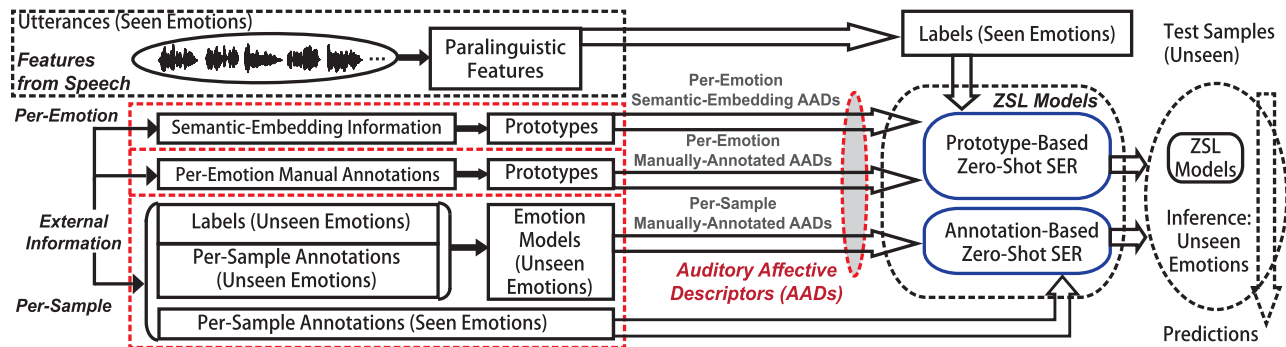 Utterances (Seen Emotions)
Features
from Speech
...
Paralinguistic
Features
Labels (Seen Emotions)
Test Samples
(Unseen)
Per-Emotion
Semantic-Embedding Information
Prototypes
Per-Emotion
Semantic-Embedding AADs
Per-Emotion Manual Annotations
Prototypes
Per-Emotion
Manually-Annotated AADs
External
Information
Labels (Unseen Emotions)
Per-Sample Annotations
(Unseen Emotions)
Emotion
Models
(Unseen
Emotions)
Per-Sample
Manually-Annotated AADs
Auditory Affective
Descriptors (AADs)
Per-Sample
Per-Sample Annotations (Seen Emotions)
ZSL Models
Prototype-Based
Zero-Shot SER
Annotation-Based
Zero-Shot SER
ZSL
Models
Inference:
Unseen
Emotions
Predictions